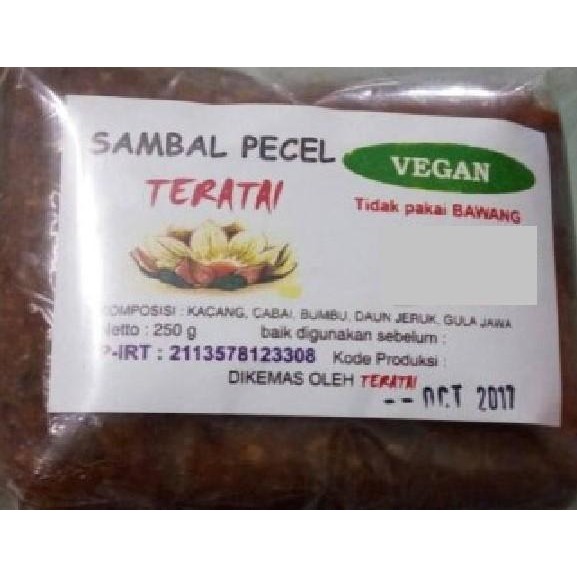 SAMBAL PECEL
VEGAN
TERATAI
Tidak pakai BAWANG
KOMPOSISI : KACANG, CABAI, BUMBU, DAUN JERUK, GULA JAWA
Netto : 250 g baik digunakan sebelum :
P-IRT : 2113578123308 Kode Produksi :
DIKEMAS OLEH TERATAI
-- OCT 2017